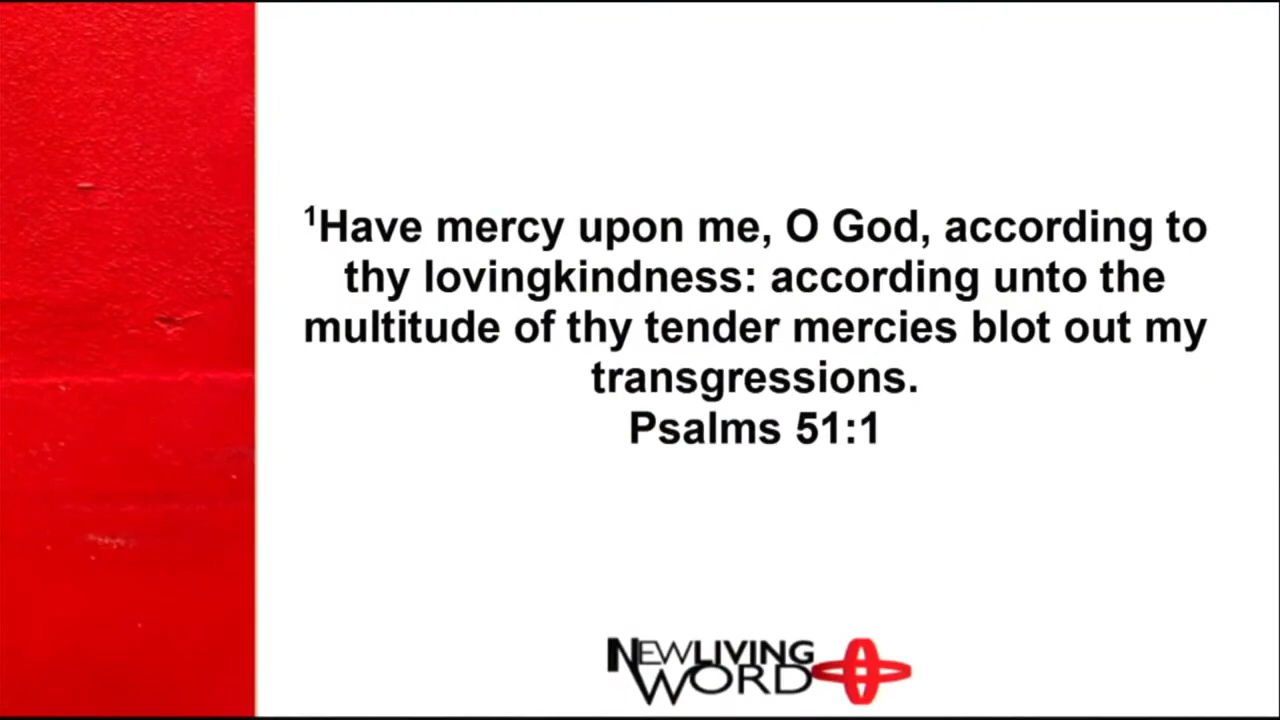 ¹Have mercy upon me, O God, according to
thy lovingkindness: according unto the
multitude of thy tender mercies blot out my
transgressions.
Psalms 51:1
NEWLIVING
WORD